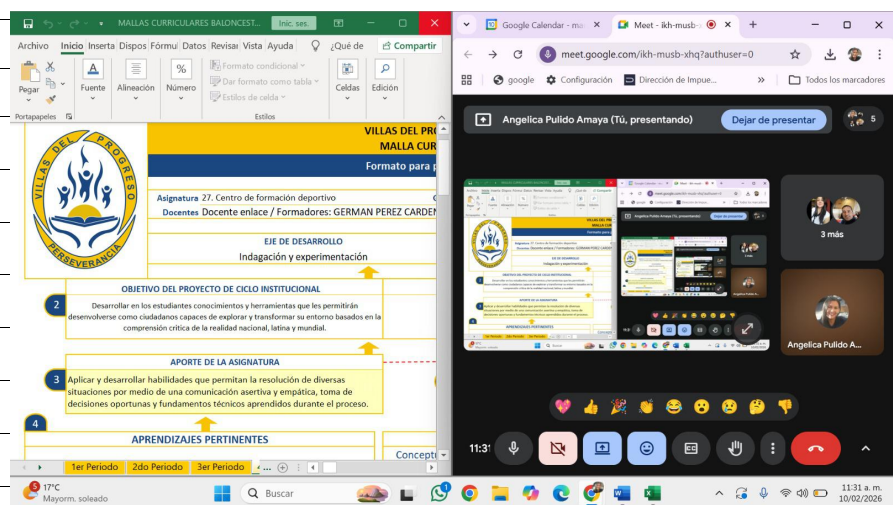 MALLAS CURRICULARES BALONCEST...
Inic. ses.
Archivo Inicio Inserta Dispos Fórmul Datos Revisar Vista Ayuda ¿Qué de Compartir
Pegar
Fuente
Alineación
Número
Formato condicional
Dar formato como tabla
Estilos de celda
Celdas
Edición
Portapapeles
Estilos
VILLAS DEL PROGRESO
PERSEVERANCIA
VILLAS DEL PRO
MALLA CUR
Formato para p
Asignatura 27. Centro de formación deportivo
Docentes Docente enlace / Formadores: GERMAN PEREZ CARDEN
EJE DE DESARROLLO
Indagación y experimentación
OBJETIVO DEL PROYECTO DE CICLO INSTITUCIONAL
2
Desarrollar en los estudiantes conocimientos y herramientas que les permitirán
desenvolverse como ciudadanos capaces de explorar y transformar su entorno basados en la
comprensión critica de la realidad nacional, latina y mundial.
APORTE DE LA ASIGNATURA
3
Aplicar y desarrollar habilidades que permitan la resolución de diversas
situaciones por medio de una comunicación asertiva y empática, toma de
decisiones oportunas y fundamentos técnicos aprendidos durante el proceso.
4
APRENDIZAJES PERTINENTES
Concept
1er Periodo 2do Periodo 3er Periodo 4 ...
Google Calendar - ma
Meet - ikh-musb-
meet.google.com/ikh-musb-xhq?authuser=0
google
Configuración
Dirección de Impue...
Todos los marcadores
Angelica Pulido Amaya (Tú, presentando)
Dejar de presentar
5
3 más
Angelica Pulido A...
11:31
17°C
Mayorm. soleado
Buscar
11:31 a. m.
10/02/2026